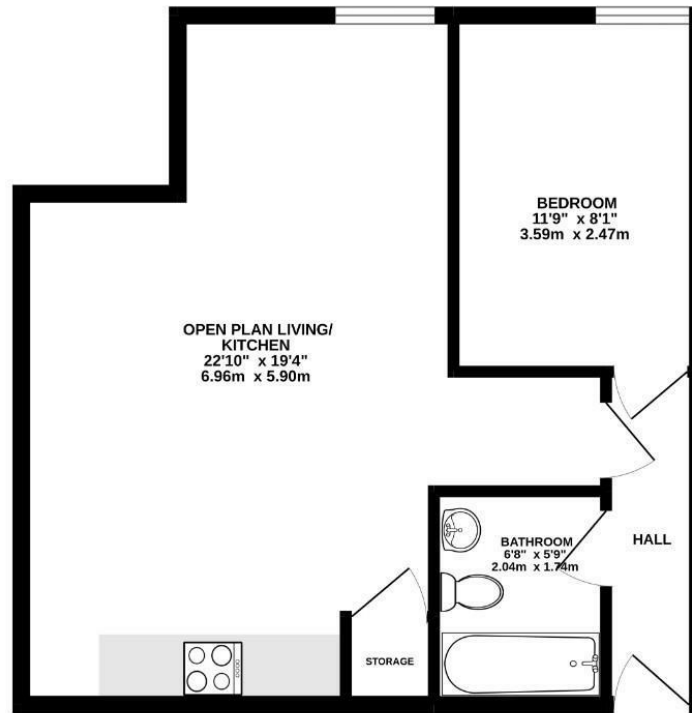 BEDROOM
11'9" x 8'1"
3.59m x 2.47m
OPEN PLAN LIVING/
KITCHEN
22'10" x 19'4"
6.96m x 5.90m
BATHROOM
6'8" x 5'9"
2.04m x 1.74m
HALL
STORAGE